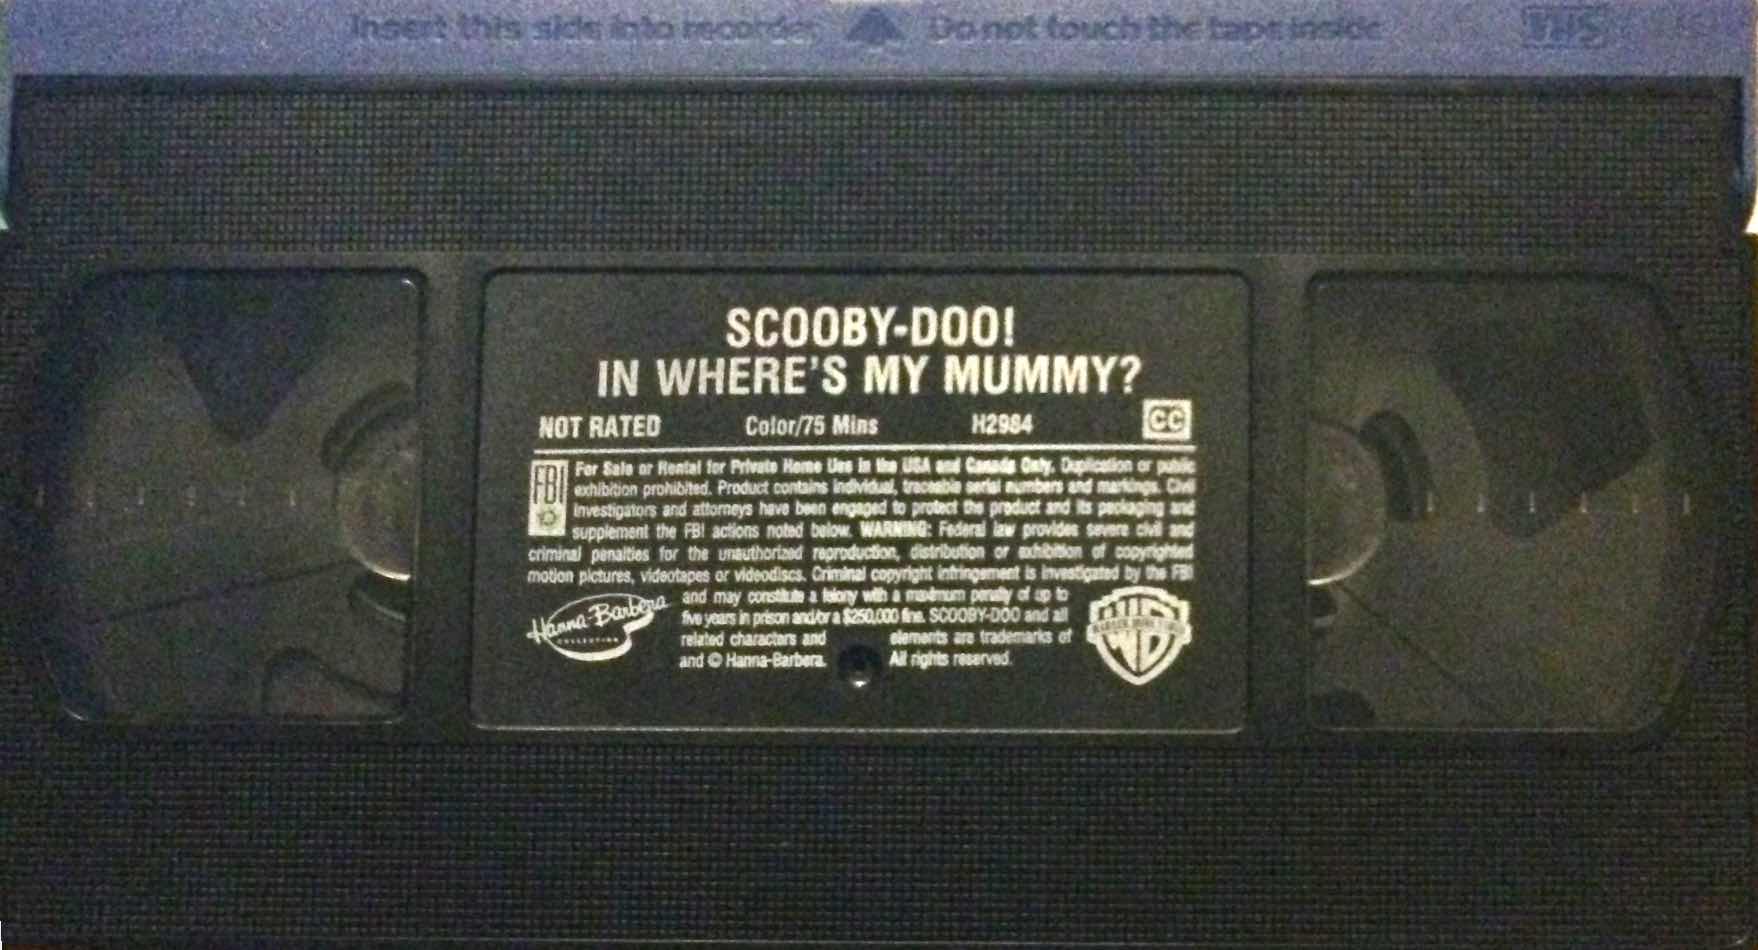 Insert this side into recorder Do not touch the tape inside VHS
SCOOBY-DOO!
IN WHERE'S MY MUMMY?
NOT RATED Color/75 Mins H2984 CC
FBI
For Sale or Rental for Private Home Use in the USA and Canada Only. Duplication or public
exhibition prohibited. Product contains individual, traceable serial numbers and markings. Civil
investigators and attorneys have been engaged to protect the product and its packaging and
supplement the FBI actions noted below. WARNING: Federal law provides severe civil and
criminal penalties for the unauthorized reproduction, distribution or exhibition of copyrighted
motion pictures, videotapes or videodiscs. Criminal copyright infringement is investigated by the FBI
and may constitute a felony with a maximum penalty of up to
five years in prison and/or a $250,000 fine. SCOOBY-DOO and all
related characters and elements are trademarks of
and © Hanna-Barbera. All rights reserved.
Hanna-Barbera
COLLECTION
WB